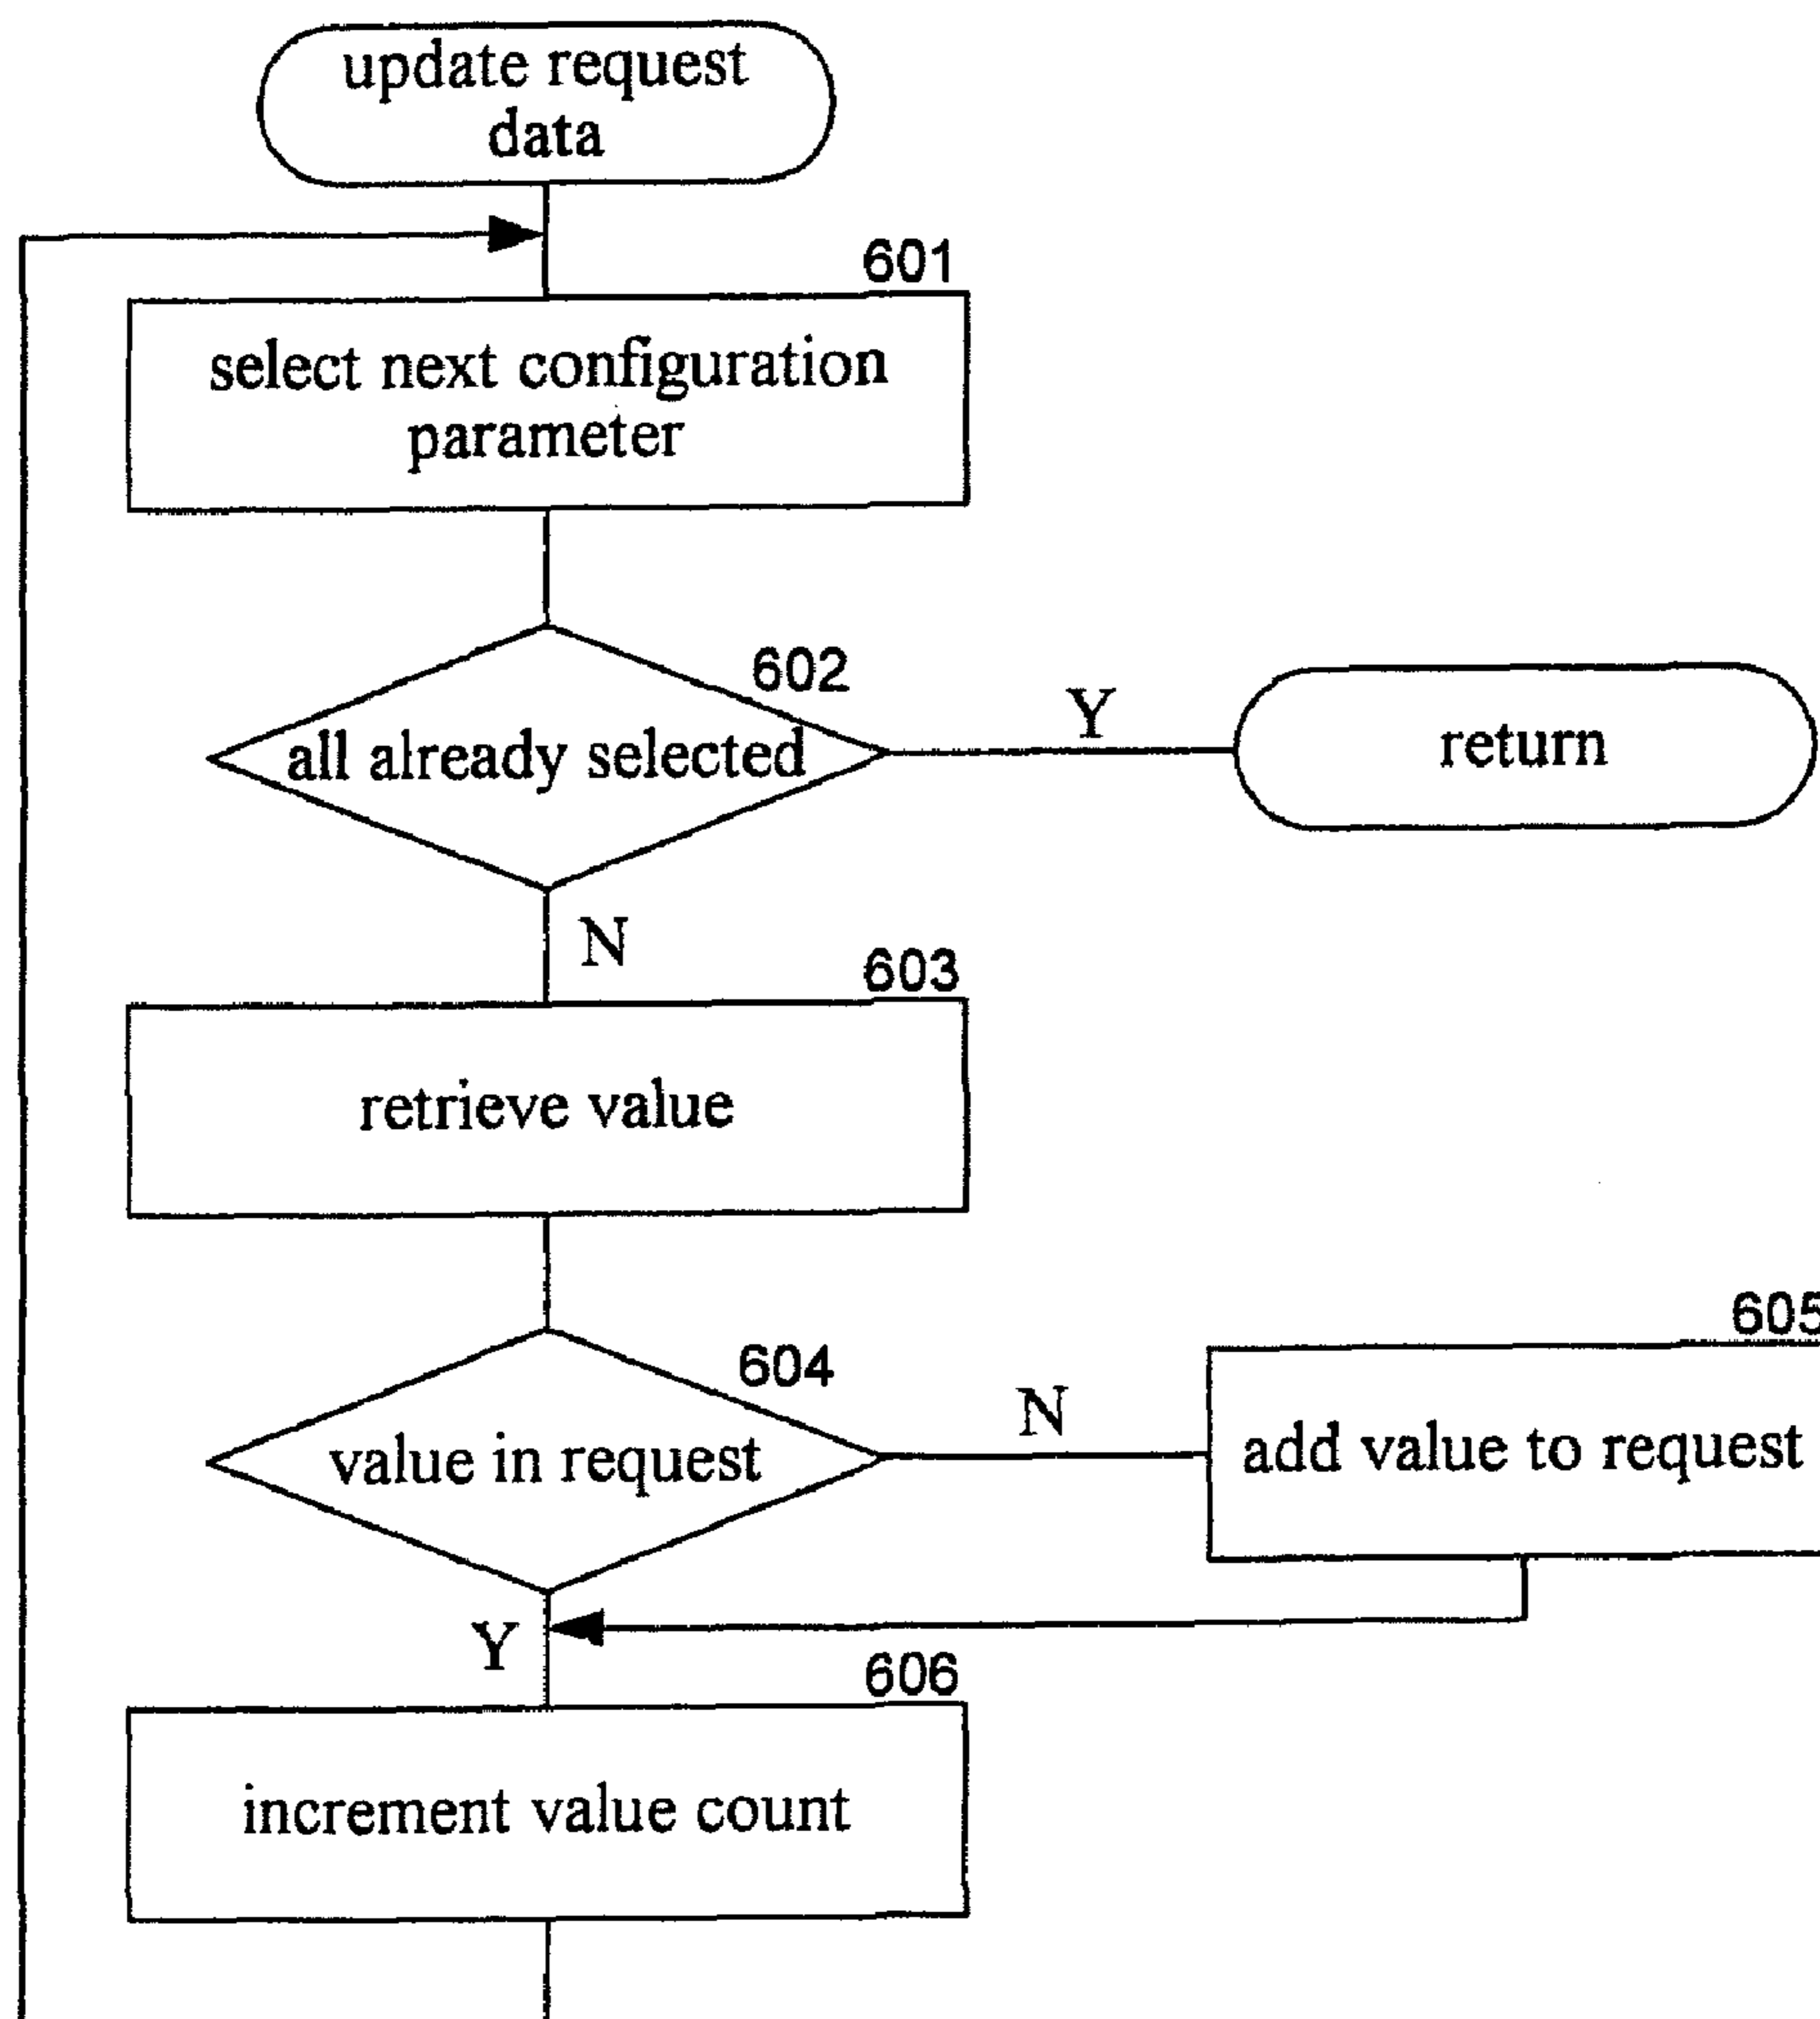 update request
data
601
select next configuration
parameter
602
all already selected
Y
return
N
603
retrieve value
604
value in request
N
605
add value to request
Y
606
increment value count